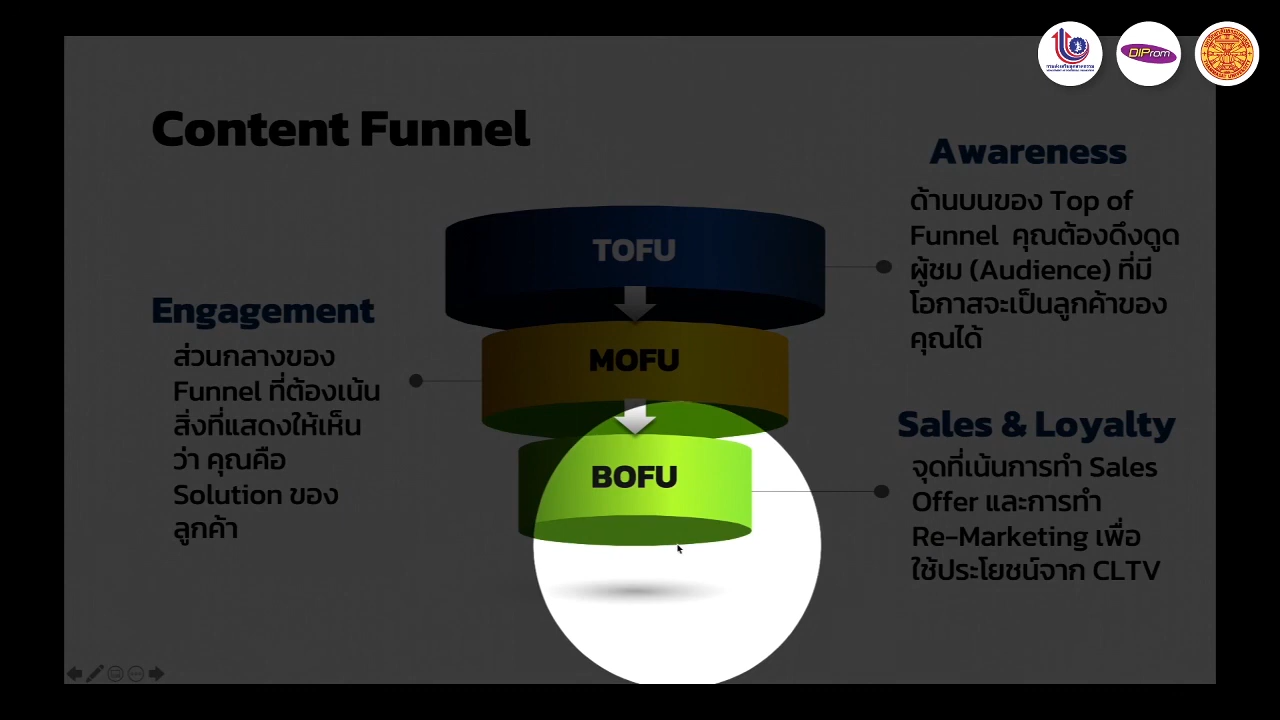 DIProm
Content Funnel
Awareness
ด้านบนของ Top of
Funnel คุณต้องดึงดูด
ผู้ชม (Audience) ที่มี
โอกาสจะเป็นลูกค้าของ
คุณได้
TOFU
Engagement
ส่วนกลางของ
Funnel ที่ต้องเน้น
สิ่งที่แสดงให้เห็น
ว่า คุณคือ
Solution ของ
ลูกค้า
MOFU
Sales & Loyalty
จุดที่เน้นการทำ Sales
Offer และการทำ
Re-Marketing เพื่อ
ใช้ประโยชน์จาก CLTV
BOFU